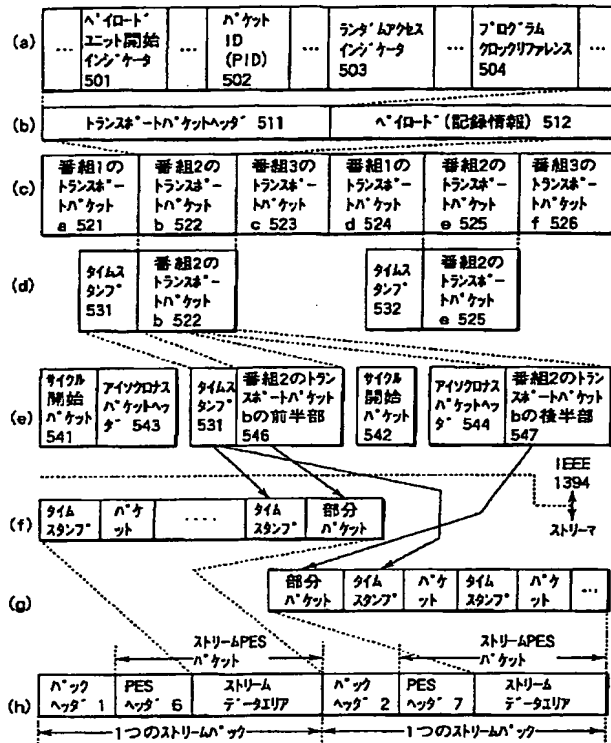 (a)
…
ペイロード
ユニット開始
インジケータ
501
…
パケット
ID
(PID)
502
…
ランダムアクセス
インジケータ
503
…
プログラム
クロックリファレンス
504
…
(b)
トランスポートパケットヘッダ 511
ペイロード(記録情報) 512
(c)
番組1の
トランスポー
トパケット
a 521
番組2の
トランスポー
トパケット
b 522
番組3の
トランスポー
トパケット
c 523
番組1の
トランスポー
トパケット
d 524
番組2の
トランスポー
トパケット
e 525
番組3の
トランスポー
トパケット
f 526
(d)
タイムス
タンプ
531
番組2の
トランスポー
トパケット
b 522
タイムス
タンプ
532
番組2の
トランスポー
トパケット
e 525
(e)
サイクル
開始
パケット
541
アイソクロナス
パケットヘッ
ダ 543
タイムス
タンプ
531
番組2のトラン
スポートパケット
bの前半部
546
サイクル
開始
パケット
542
アイソクロナス
パケットヘッ
ダ 544
番組2のトラン
スポートパケット
bの後半部
547
IEEE
1394
ストリーマ
(f)
タイム
スタンプ
パケ
ット
‥‥
タイム
スタンプ
部分
パケット
(g)
部分
パケット
タイム
スタンプ
パケ
ット
タイム
スタンプ
パケ
ット
…
ストリームPES
パケット
ストリームPES
パケット
(h)
パック
ヘッダ 1
PES
ヘッダ 6
ストリーム
データエリア
パック
ヘッダ 2
PES
ヘッダ 7
ストリーム
データエリア
1つのストリームパック
1つのストリームパック